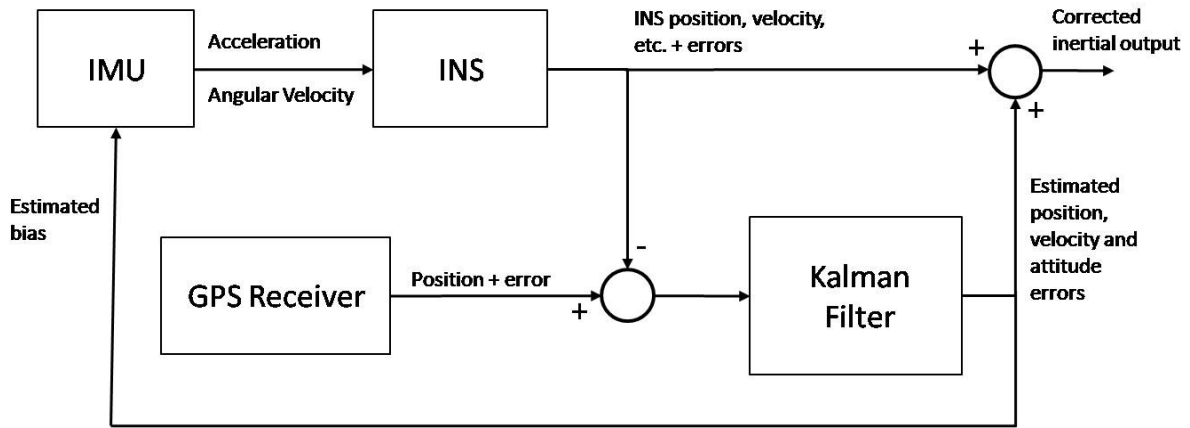 IMU
Acceleration
Angular Velocity
INS
INS position, velocity,
etc. + errors
+
+
Corrected
inertial output
Estimated
bias
GPS Receiver
Position + error
+
-
Kalman
Filter
Estimated
position,
velocity and
attitude
errors